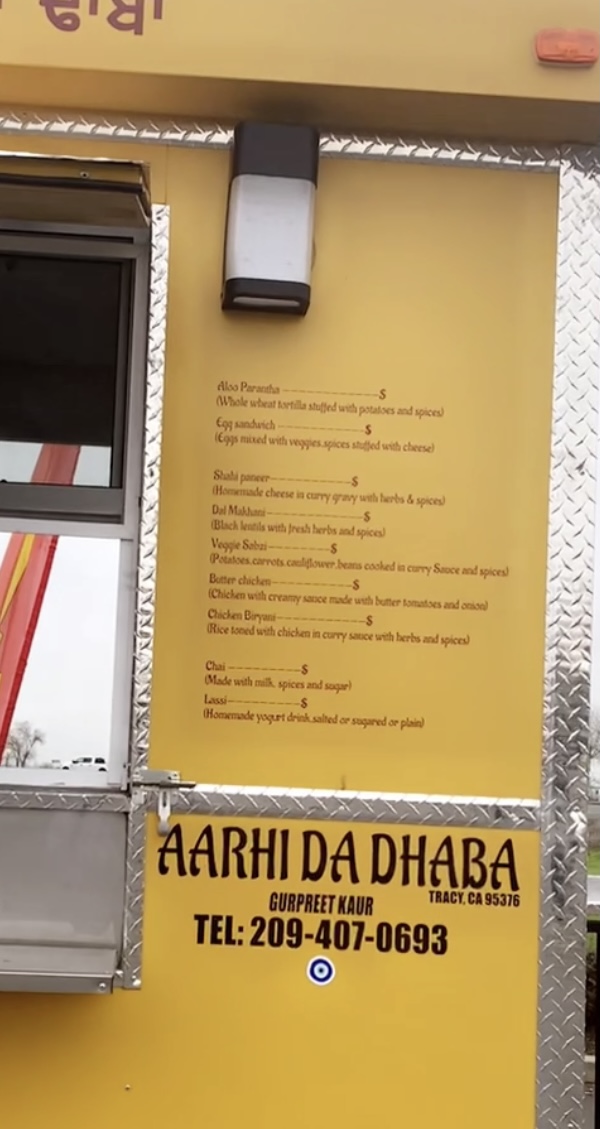 ਢਾਬਾ
Aloo Parantha --------------------$
(Whole wheat tortilla stuffed with potatoes and spices)
Egg sandwich ------------------$
(Eggs mixed with veggies,spices stuffed with cheese)
Shahi paneer----------------$
(Homemade cheese in curry gravy with herbs & spices)
Dal Makhani--------------------$
(Black lentils with fresh herbs and spices)
Veggie Sabzi------------$
(Potatoes,carrots,cauliflower,beans cooked in curry Sauce and spices)
Butter chicken----------------$
(Chicken with creamy sauce made with butter tomatoes and onion)
Chicken Biryani-----------------$
(Rice toned with chicken in curry sauce with herbs and spices)
Chai --------------$
(Made with milk, spices and sugar)
Lassi--------------$
(Homemade yogurt drink,salted or sugared or plain)
AARHI DA DHABA
TRACY, CA 95376
GURPREET KAUR
TEL: 209-407-0693